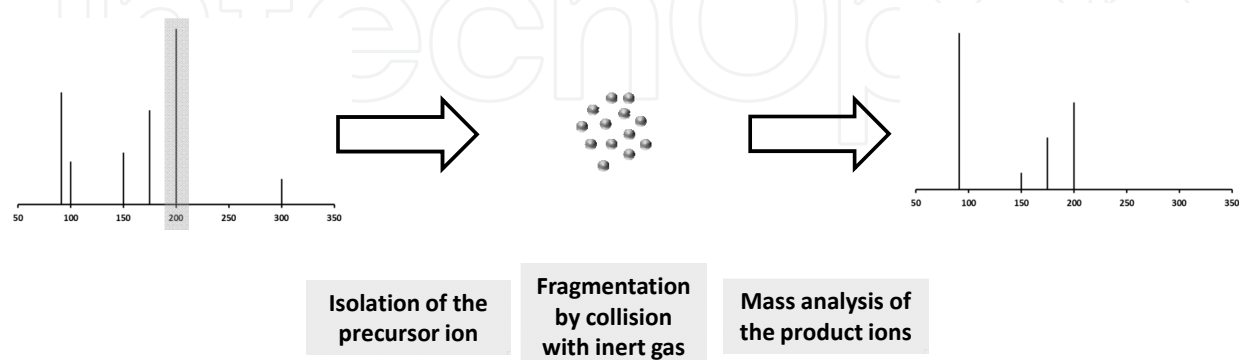 50 100 150 200 250 300 350
50 100 150 200 250 300 350
Isolation of the
precursor ion
Fragmentation
by collision
with inert gas
Mass analysis of
the product ions